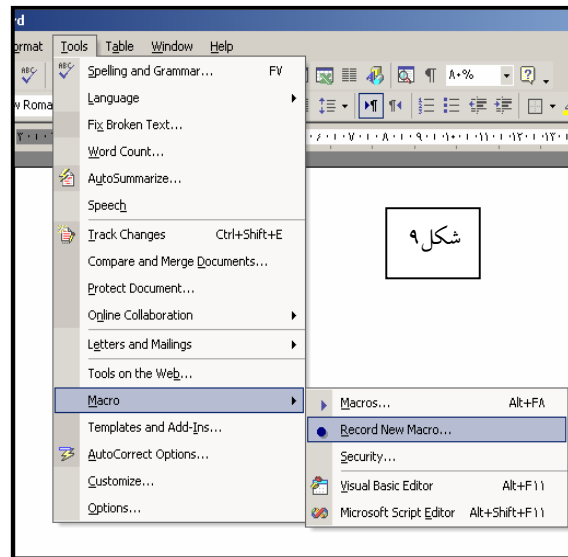 rd
ormat Tools Table Window Help
ABC ABC Spelling and Grammar... F۷ ¶ ۸۰%
w Roma Language
Fix Broken Text...
Word Count...
AutoSummarize...
Speech
Track Changes Ctrl+Shift+E
شکل۹
Compare and Merge Documents...
Protect Document...
Online Collaboration
Letters and Mailings
Tools on the Web...
Macro
Macros... Alt+F۸
Templates and Add-Ins...
Record New Macro...
AutoCorrect Options...
Security...
Customize...
Visual Basic Editor Alt+F۱۱
Options...
Microsoft Script Editor Alt+Shift+F۱۱